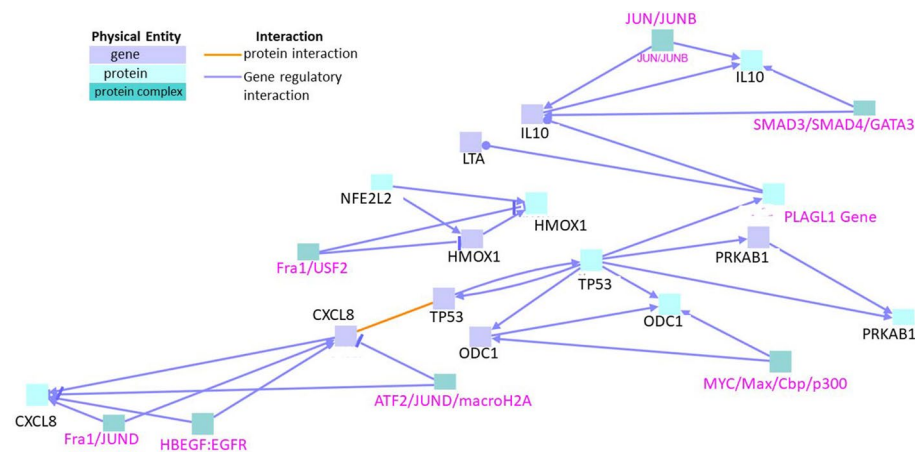 JUN/JUNB
Physical Entity
Interaction
gene
protein interaction
protein
Gene regulatory
protein complex
interaction
JUN/JUNB
IL10
IL10
SMAD3/SMAD4/GATA3
LTA
NFE2L2
HMOX1
PLAGL1 Gene
HMOX1
PRKAB1
Fra1/USF2
TP53
TP53
ODC1
CXCL8
PRKAB1
ODC1
MYC/Max/Cbp/p300
ATF2/JUND/macroH2A
CXCL8
Fra1/JUND
HBEGF:EGFR